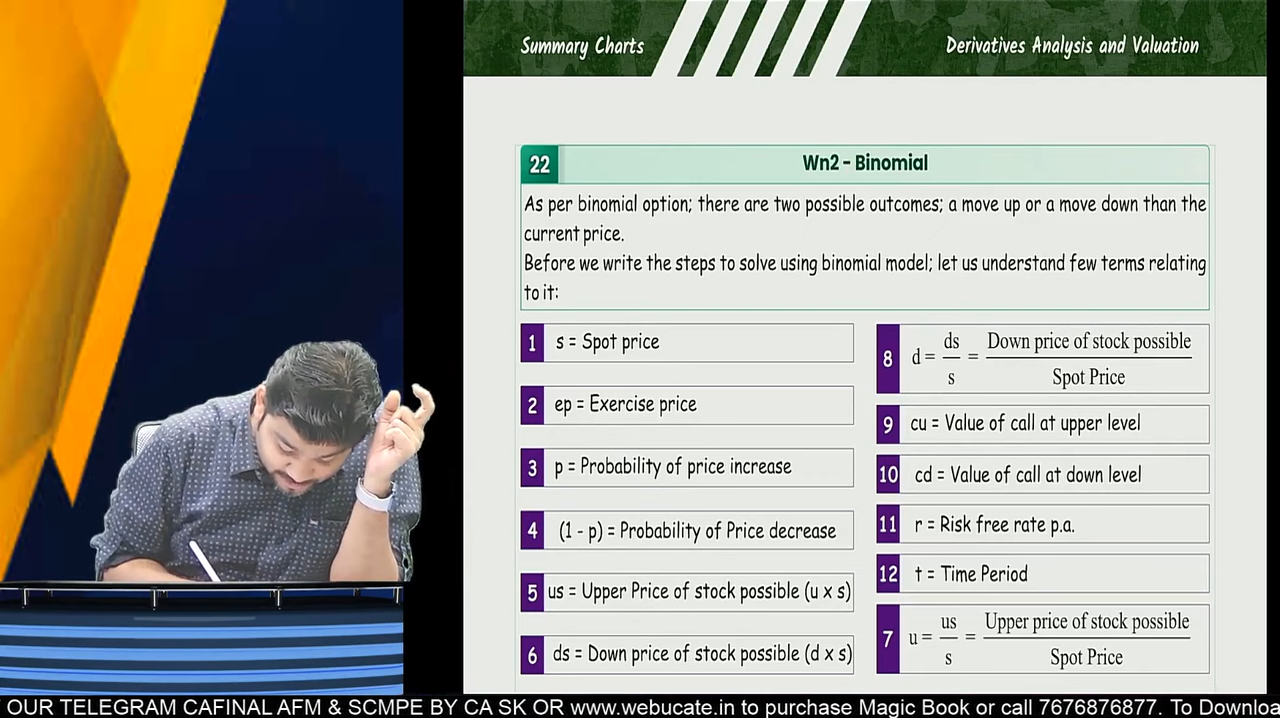 Summary Charts
Derivatives Analysis and Valuation
22
Wn2 - Binomial
As per binomial option; there are two possible outcomes; a move up or a move down than the
current price.
Before we write the steps to solve using binomial model; let us understand few terms relating
to it:
1 s = Spot price
2 ep = Exercise price
3 p = Probability of price increase
4 (1 - p) = Probability of Price decrease
5 us = Upper Price of stock possible (u x s)
6 ds = Down price of stock possible (d x s)
8 d = ds/s = Down price of stock possible/Spot Price
9 cu = Value of call at upper level
10 cd = Value of call at down level
11 r = Risk free rate p.a.
12 t = Time Period
7 u = us/s = Upper price of stock possible/Spot Price
OUR TELEGRAM CAFINAL AFM & SCMPE BY CA SK OR www.webucate.in to purchase Magic Book or call 7676876877. To Downloa